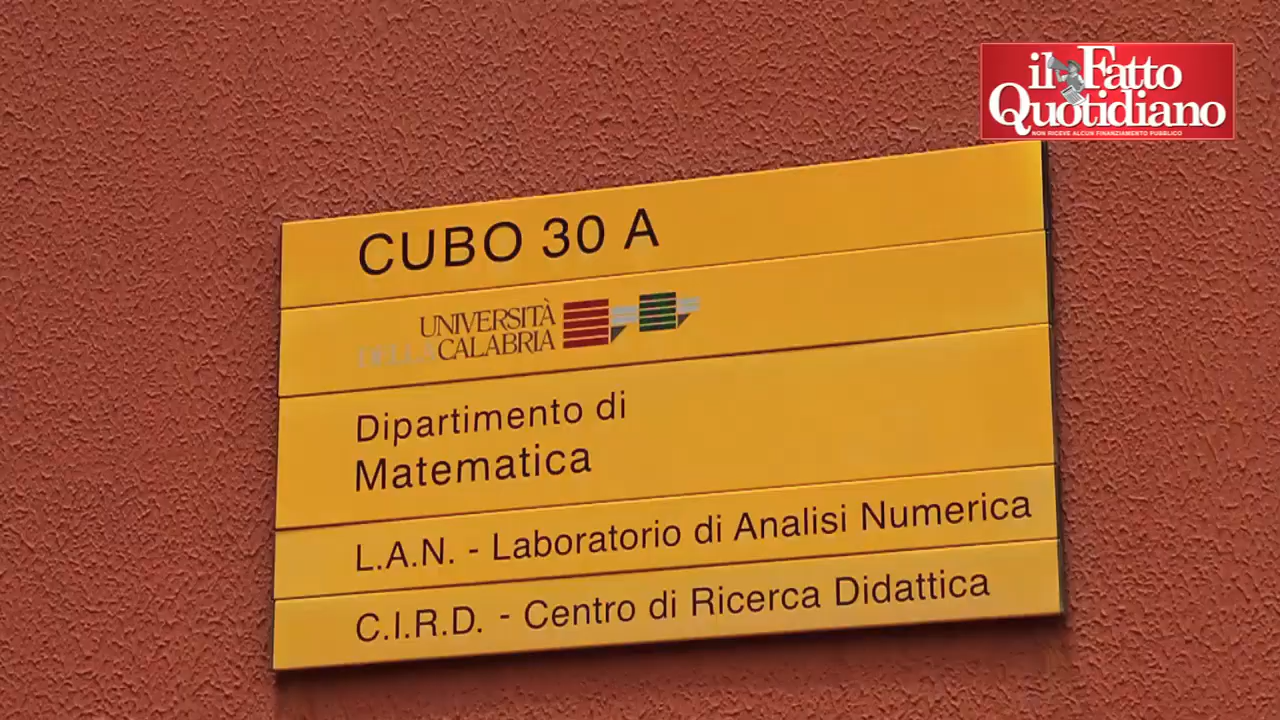 il Fatto
Quotidiano
NON RICEVE ALCUN FINANZIAMENTO PUBBLICO
CUBO 30 A
UNIVERSITÀ
DELLA CALABRIA
Dipartimento di
Matematica
L.A.N. - Laboratorio di Analisi Numerica
C.I.R.D. - Centro di Ricerca Didattica